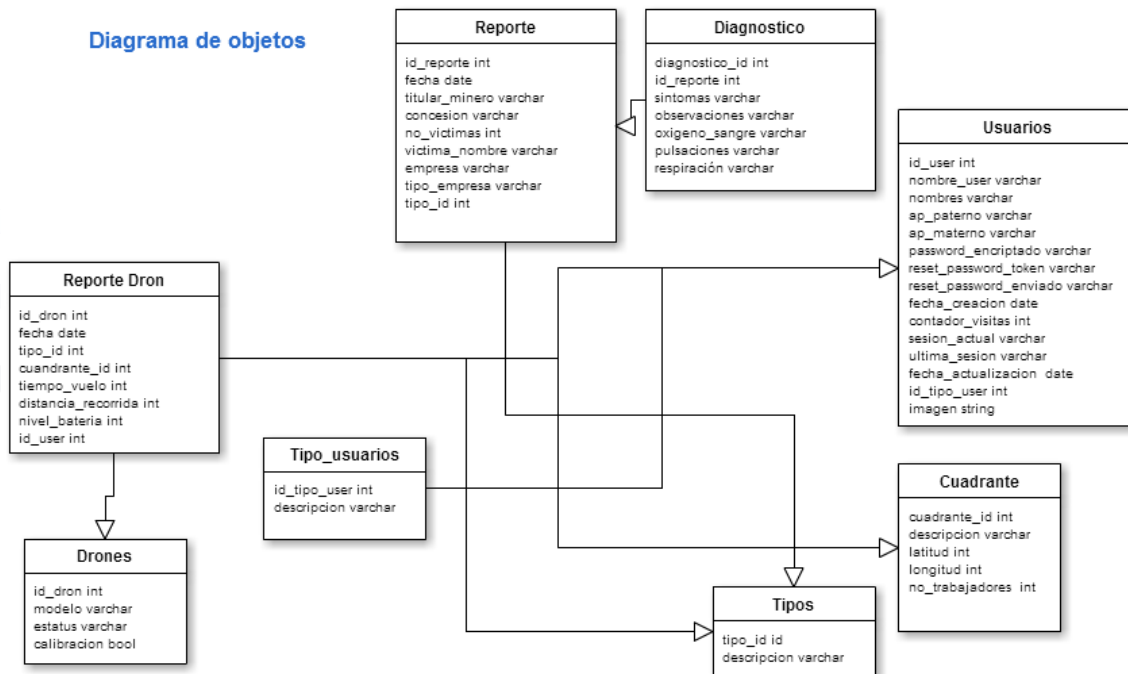 Diagrama de objetos
Reporte
id_reporte int
fecha date
titular_minero varchar
concesion varchar
no_victimas int
victima_nombre varchar
empresa varchar
tipo_empresa varchar
tipo_id int
Diagnostico
diagnostico_id int
id_reporte int
sintomas varchar
observaciones varchar
oxigeno_sangre varchar
pulsaciones varchar
respiración varchar
Usuarios
id_user int
nombre_user varchar
nombres varchar
ap_paterno varchar
ap_materno varchar
password_encriptado varchar
reset_password_token varchar
reset_password_enviado varchar
fecha_creacion date
contador_visitas int
sesion_actual varchar
ultima_sesion varchar
fecha_actualizacion date
id_tipo_user int
imagen string
Reporte Dron
id_dron int
fecha date
tipo_id int
cuandrante_id int
tiempo_vuelo int
distancia_recorrida int
nivel_bateria int
id_user int
Tipo_usuarios
id_tipo_user int
descripcion varchar
Cuadrante
cuadrante_id int
descripcion varchar
latitud int
longitud int
no_trabajadores int
Drones
id_dron int
modelo varchar
estatus varchar
calibracion bool
Tipos
tipo_id id
descripcion varchar